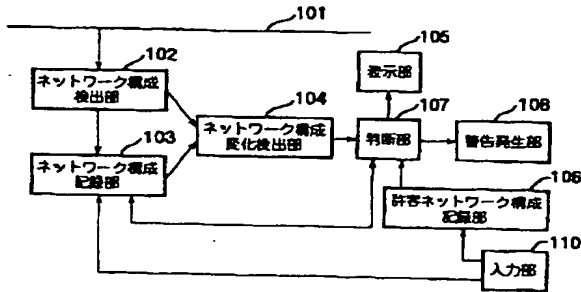 101
102
105
ネットワーク構成
検出部
表示部
104
107
108
103
ネットワーク構成
変化検出部
判断部
警告発生部
ネットワーク構成
記録部
106
許容ネットワーク構成
記録部
110
入力部